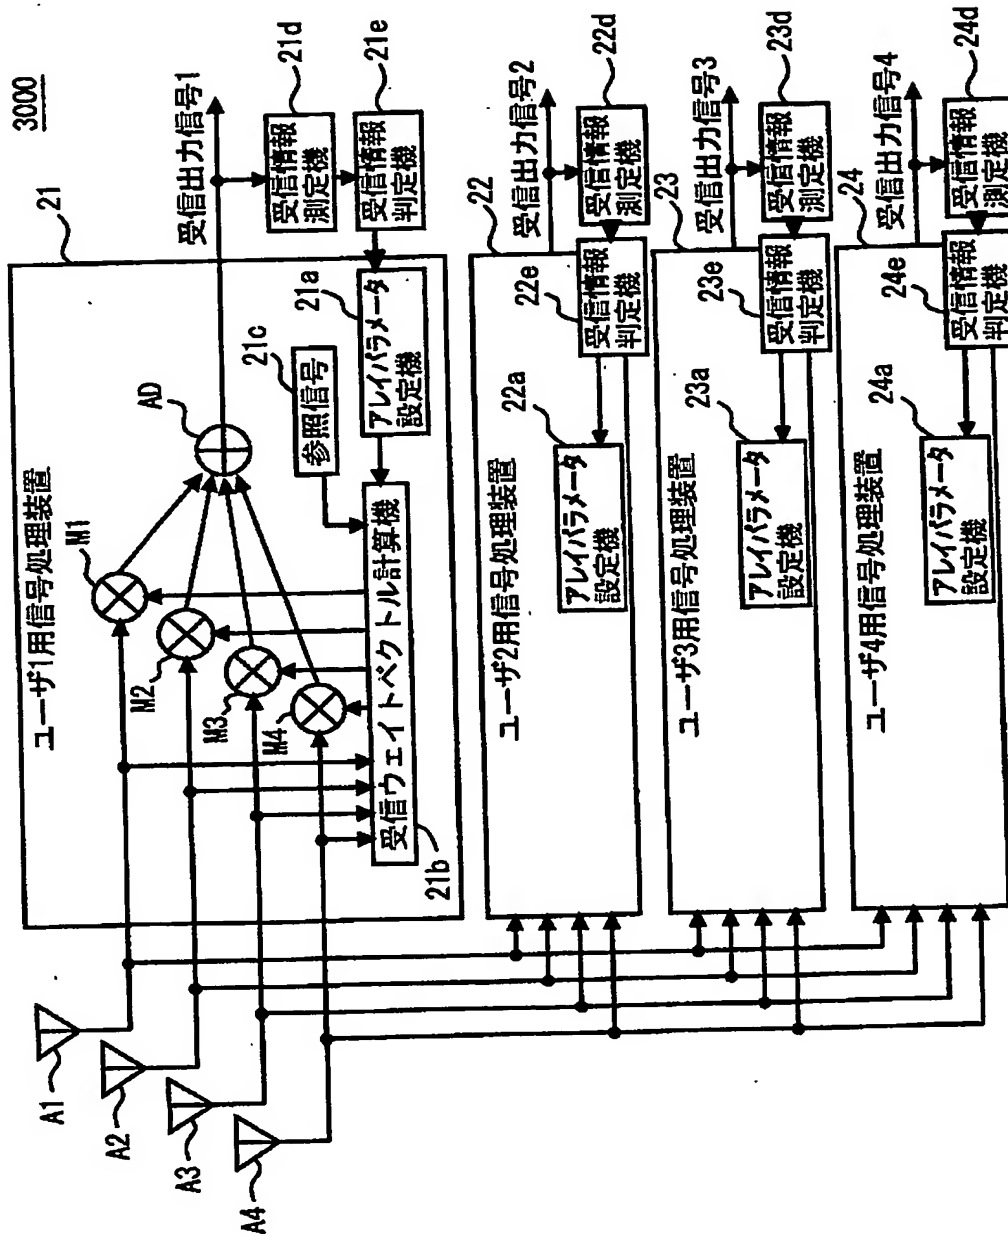 3000
21
ユーザ1用信号処理装置
受信出力信号1
M1
M2
M3
M4
AD
21c
参照信号
21a
アレイパラメータ
設定機
受信情報
測定機
21d
受信情報
判定機
21e
受信ウェイトベクトル計算機
21b
22
ユーザ2用信号処理装置
受信出力信号2
22a
アレイパラメータ
設定機
22e
受信情報
判定機
受信情報
測定機
22d
23
ユーザ3用信号処理装置
受信出力信号3
23a
アレイパラメータ
設定機
23e
受信情報
判定機
受信情報
測定機
23d
24
ユーザ4用信号処理装置
受信出力信号4
24a
アレイパラメータ
設定機
24e
受信情報
判定機
受信情報
測定機
24d
A1
A2
A3
A4